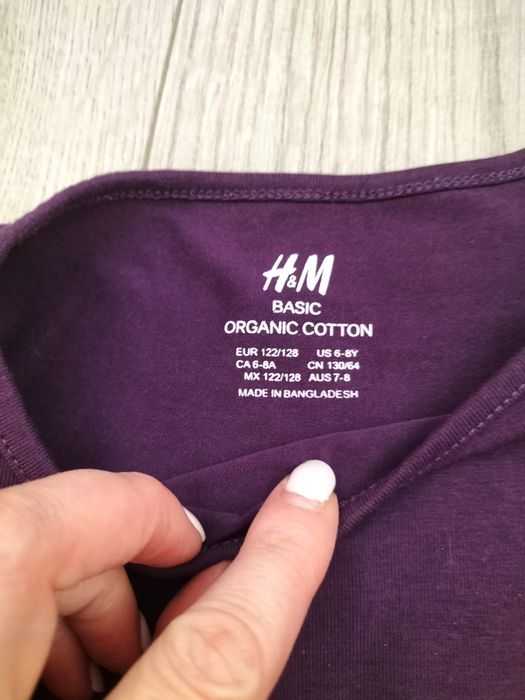 H&M
BASIC
ORGANIC COTTON
EUR 122/128 US 6-8Y
CA 6-8A CN 130/64
MX 122/128 AUS 7-8
MADE IN BANGLADESH